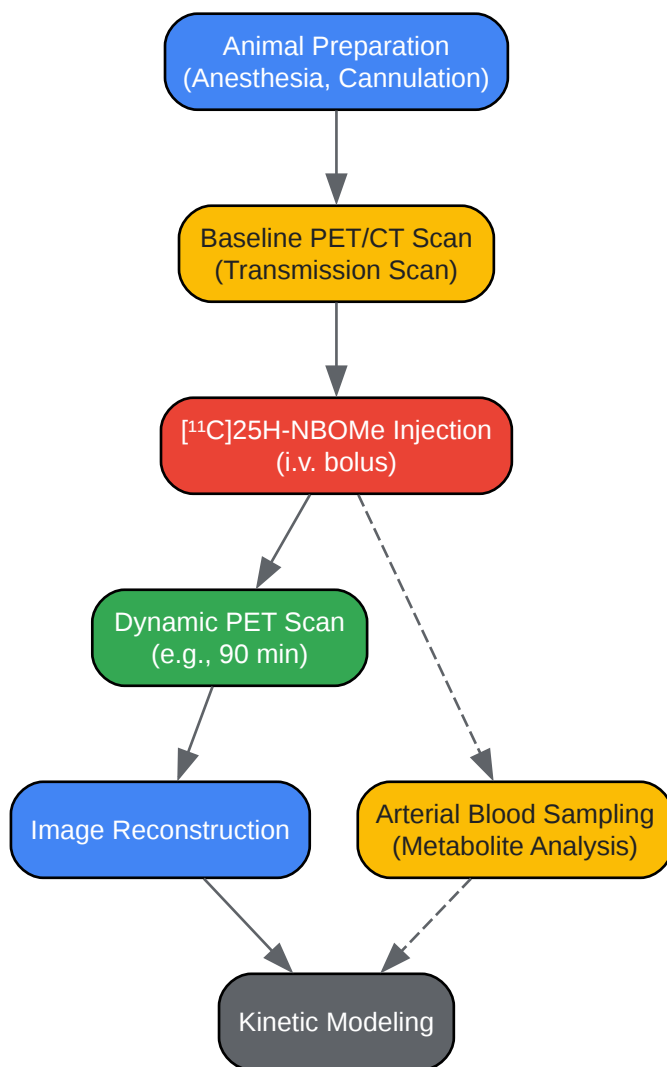 Animal Preparation
(Anesthesia, Cannulation)
Baseline PET/CT Scan
(Transmission Scan)
[¹¹C]25H-NBOMe Injection
(i.v. bolus)
Dynamic PET Scan
(e.g., 90 min)
Image Reconstruction
Arterial Blood Sampling
(Metabolite Analysis)
Kinetic Modeling